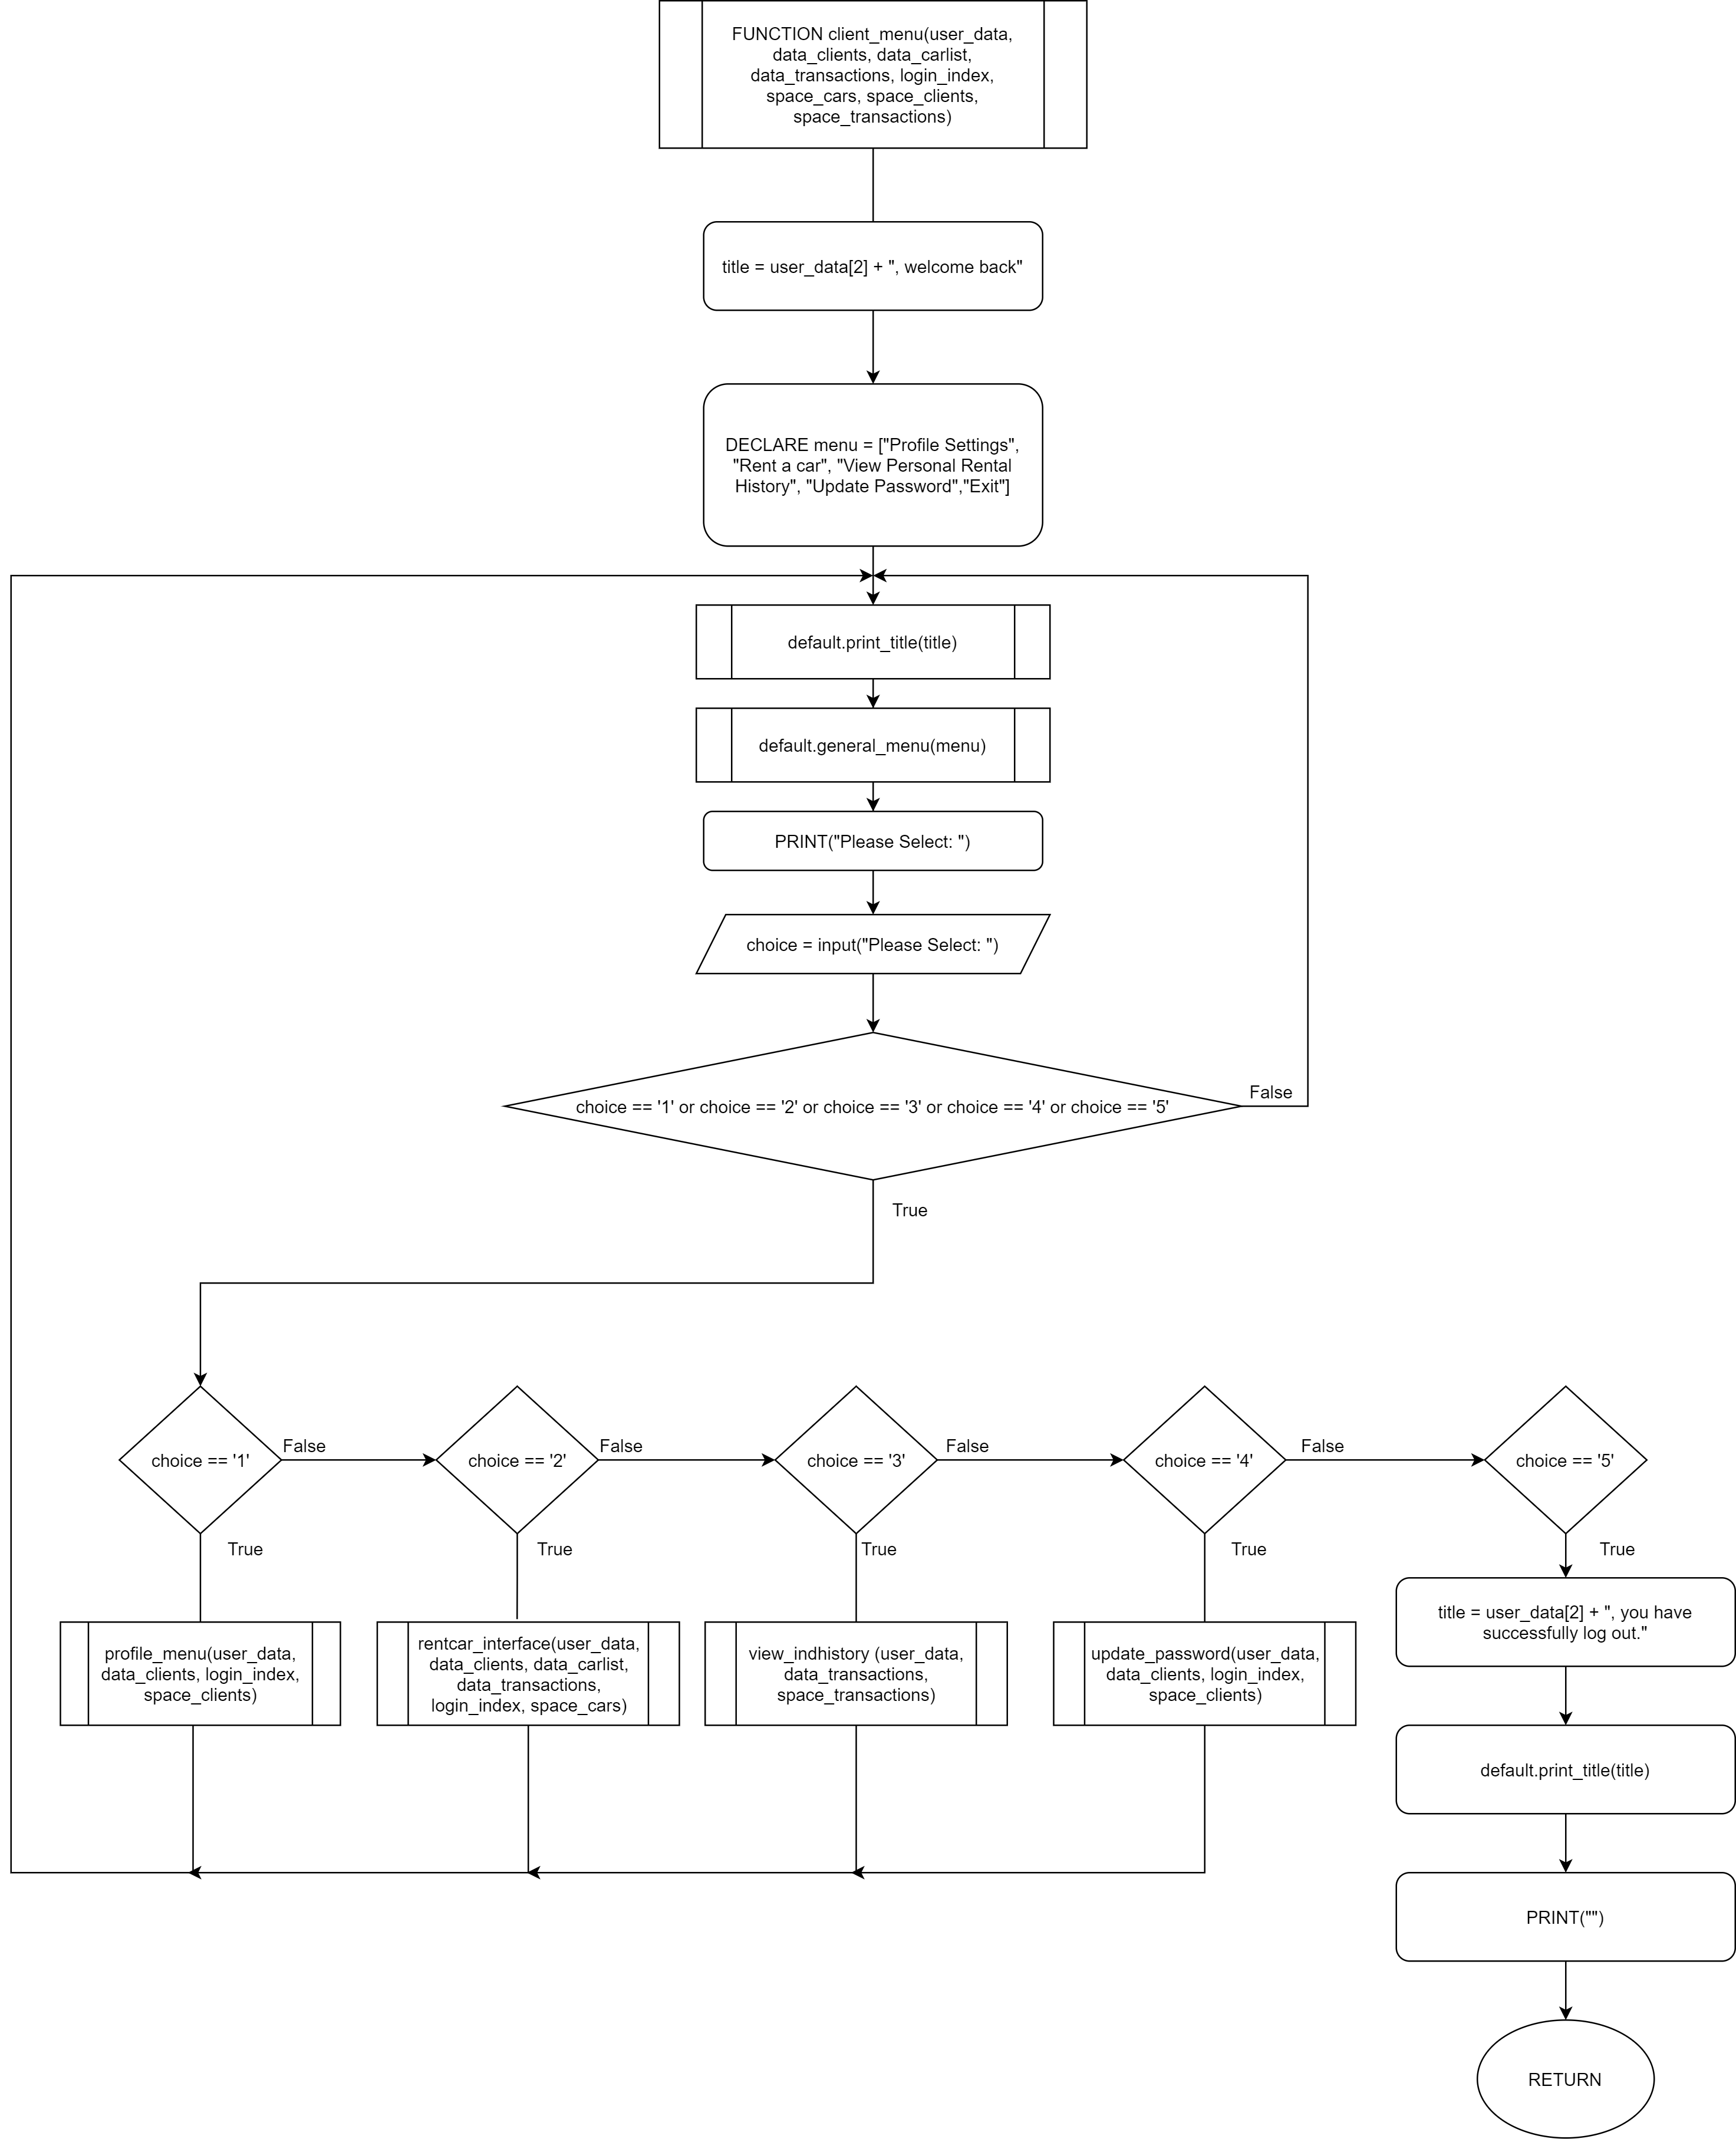 FUNCTION client_menu(user_data,
data_clients, data_carlist,
data_transactions, login_index,
space_cars, space_clients,
space_transactions)
title = user_data[2] + ", welcome back"
DECLARE menu = ["Profile Settings",
"Rent a car", "View Personal Rental
History", "Update Password","Exit"]
default.print_title(title)
default.general_menu(menu)
PRINT("Please Select: ")
choice = input("Please Select: ")
choice == '1' or choice == '2' or choice == '3' or choice == '4' or choice == '5'
False
True
choice == '1'
False
choice == '2'
False
choice == '3'
False
choice == '4'
False
choice == '5'
True
True
True
True
True
profile_menu(user_data,
data_clients, login_index,
space_clients)
rentcar_interface(user_data,
data_clients, data_carlist,
data_transactions,
login_index, space_cars)
view_indhistory (user_data,
data_transactions,
space_transactions)
update_password(user_data,
data_clients, login_index,
space_clients)
title = user_data[2] + ", you have
successfully log out."
default.print_title(title)
PRINT("")
RETURN